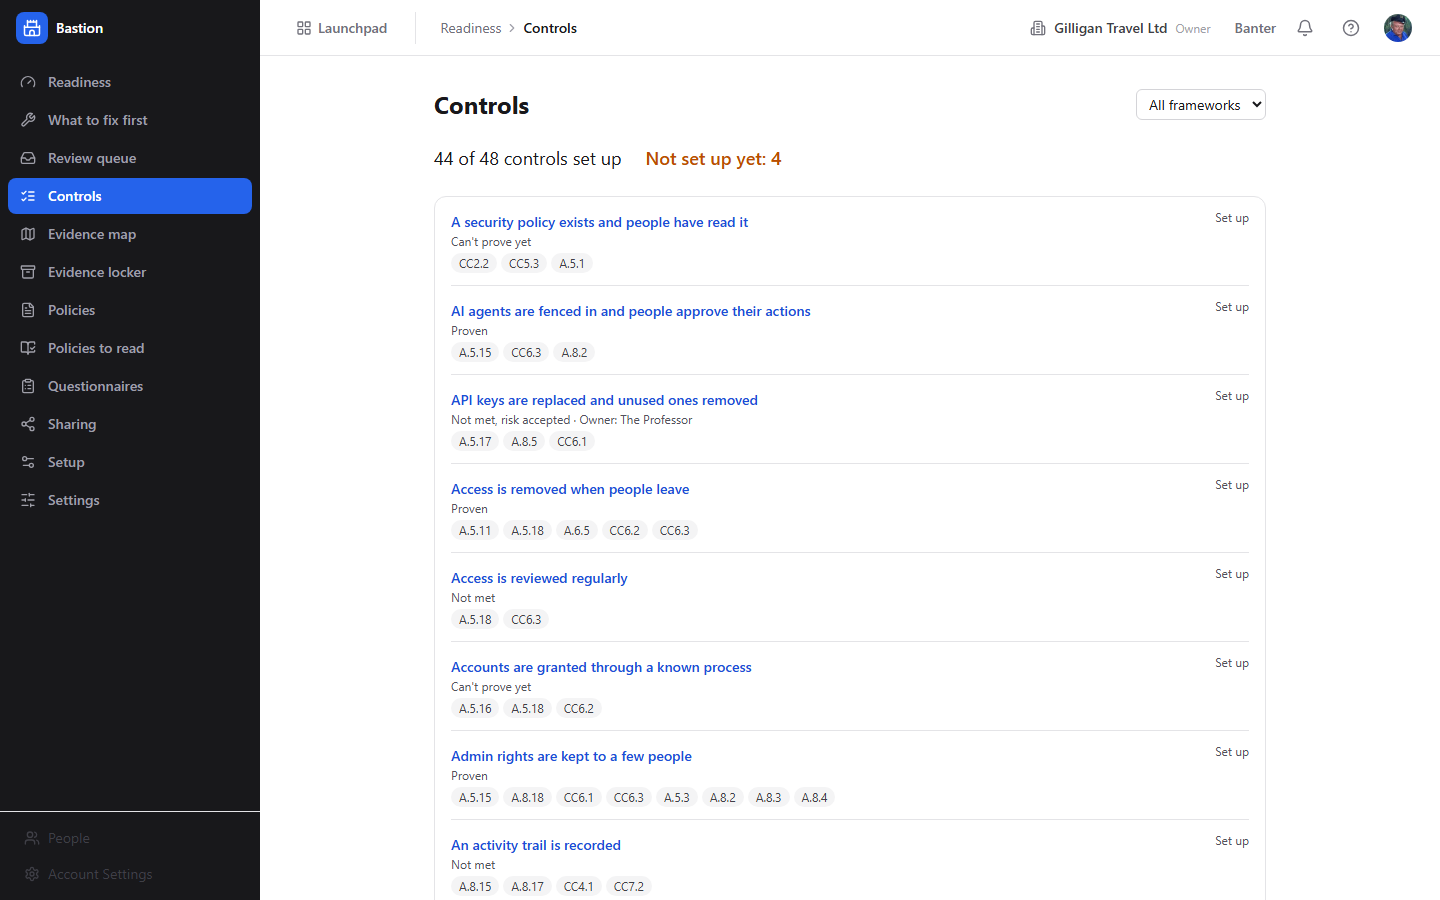 Bastion
Launchpad
Readiness > Controls
Gilligan Travel Ltd Owner
Banter
Readiness
What to fix first
Review queue
Controls
Evidence map
Evidence locker
Policies
Policies to read
Questionnaires
Sharing
Setup
Settings
People
Account Settings
Controls
All frameworks
44 of 48 controls set up Not set up yet: 4
A security policy exists and people have read it Set up
Can't prove yet
CC2.2 CC5.3 A.5.1
AI agents are fenced in and people approve their actions Set up
Proven
A.5.15 CC6.3 A.8.2
API keys are replaced and unused ones removed Set up
Not met, risk accepted · Owner: The Professor
A.5.17 A.8.5 CC6.1
Access is removed when people leave Set up
Proven
A.5.11 A.5.18 A.6.5 CC6.2 CC6.3
Access is reviewed regularly Set up
Not met
A.5.18 CC6.3
Accounts are granted through a known process Set up
Can't prove yet
A.5.16 A.5.18 CC6.2
Admin rights are kept to a few people Set up
Proven
A.5.15 A.8.18 CC6.1 CC6.3 A.5.3 A.8.2 A.8.3 A.8.4
An activity trail is recorded Set up
Not met
A.8.15 A.8.17 CC4.1 CC7.2